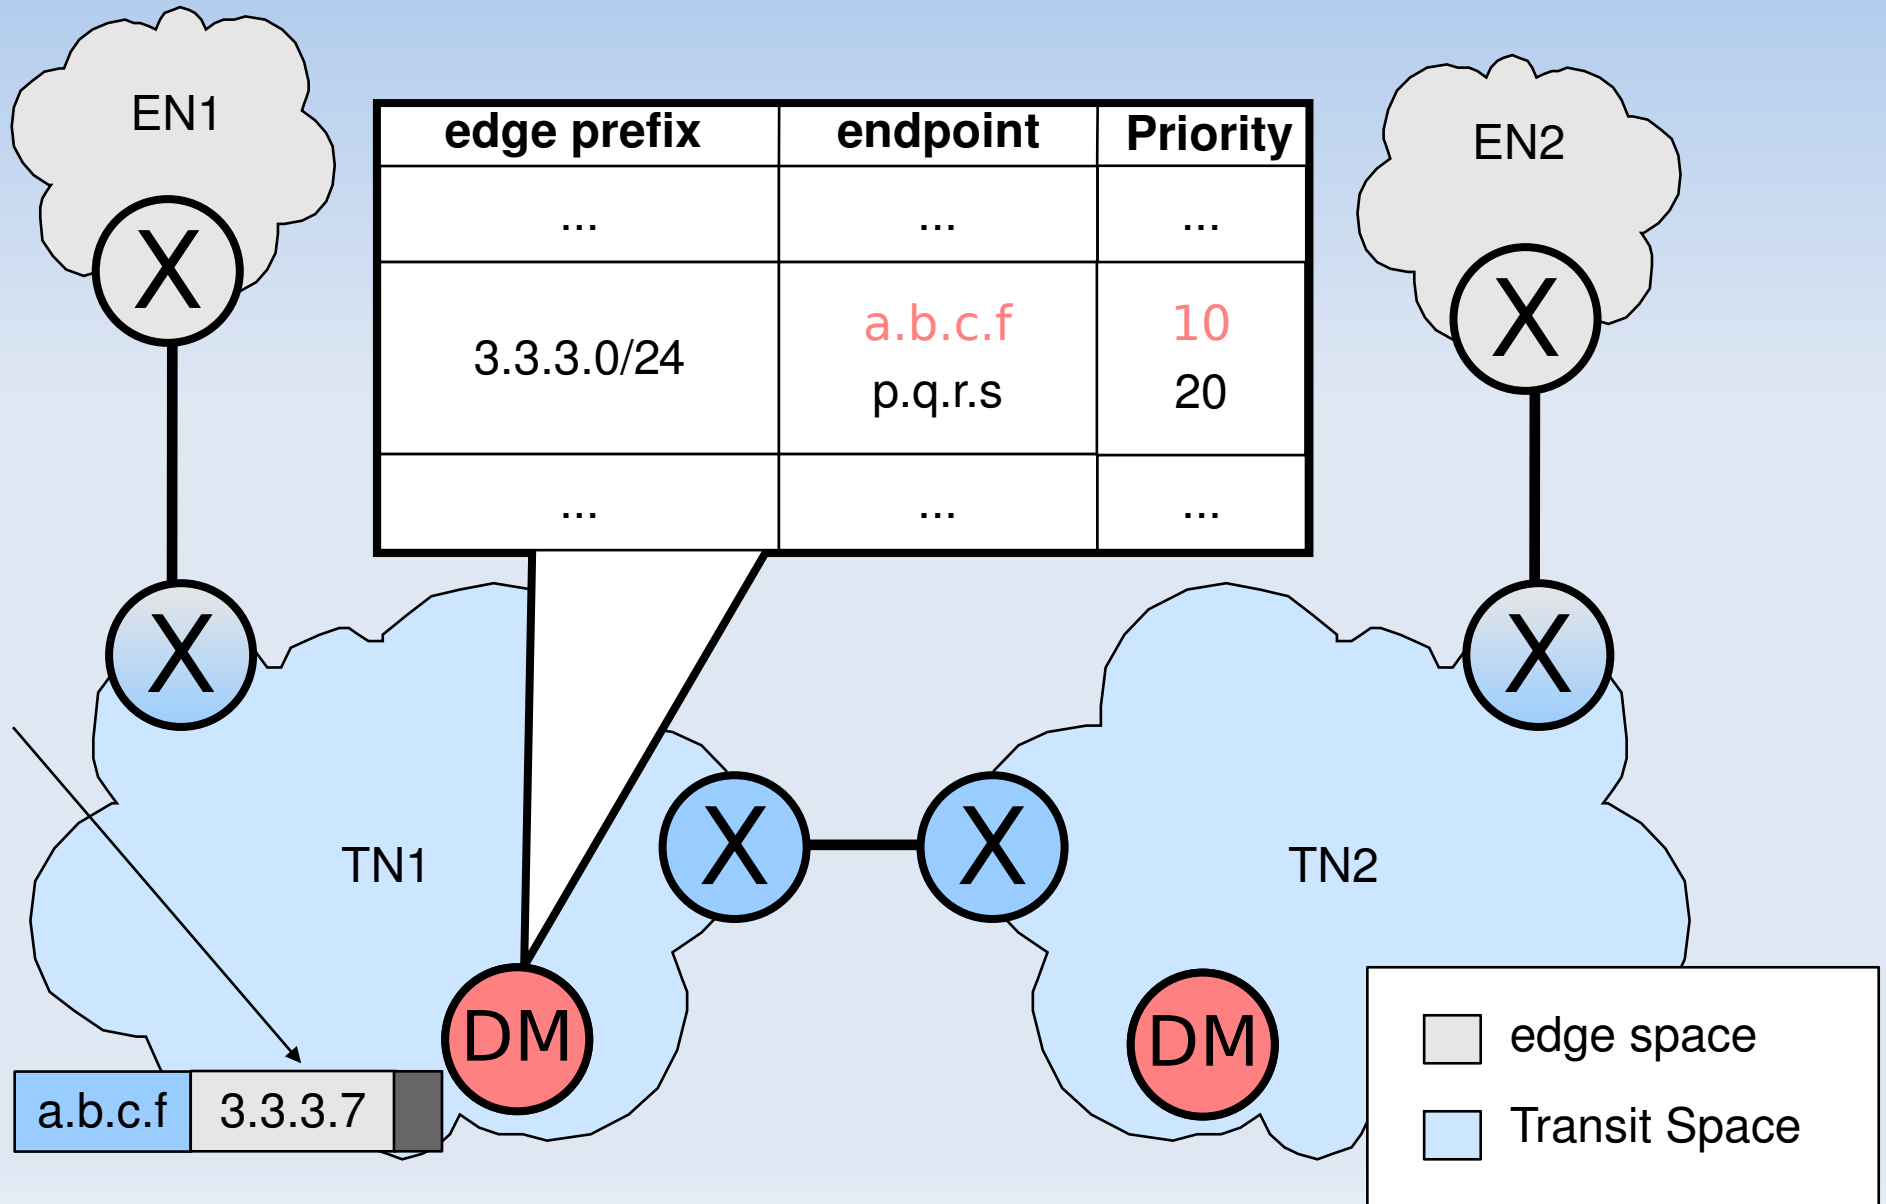 EN1
EN2
edge prefix endpoint Priority
... ... ...
3.3.3.0/24 a.b.c.f 10
p.q.r.s 20
... ... ...
X
X
X
X
X
X
TN1
TN2
DM
DM
a.b.c.f 3.3.3.7
edge space
Transit Space